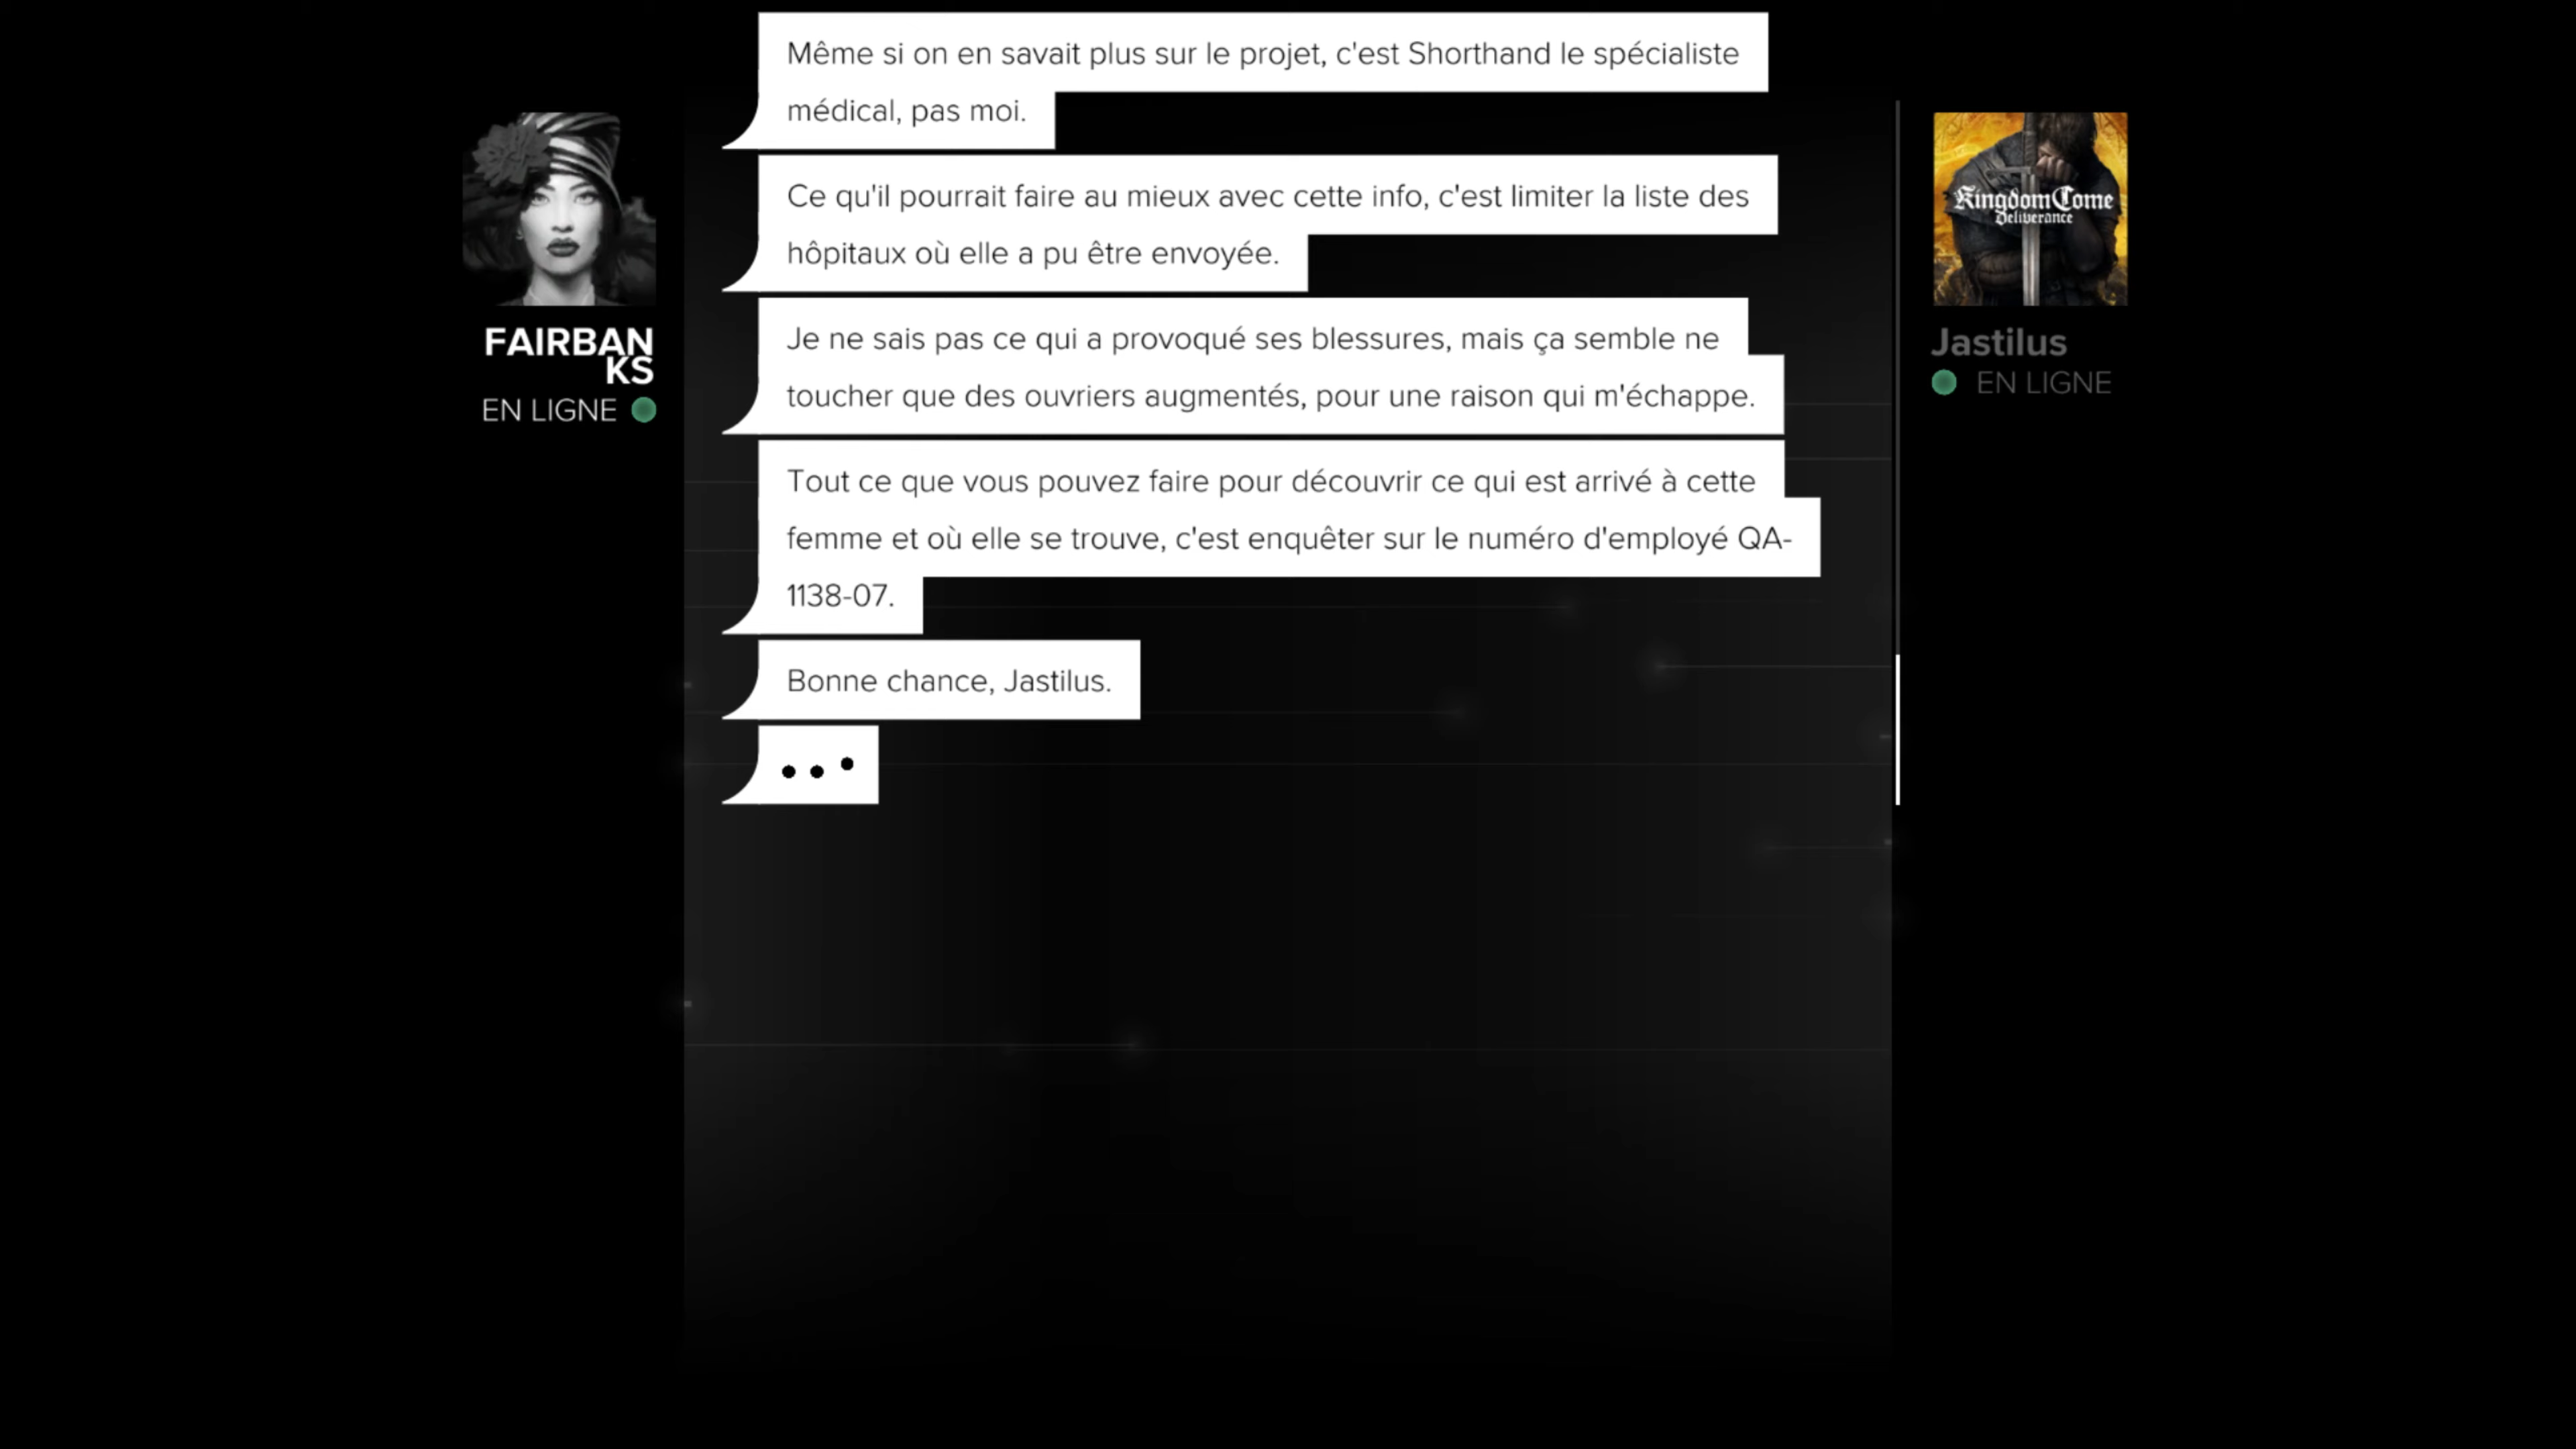 Même si on en savait plus sur le projet, c'est Shorthand le spécialiste
médical, pas moi.
Ce qu'il pourrait faire au mieux avec cette info, c'est limiter la liste des
hôpitaux où elle a pu être envoyée.
Je ne sais pas ce qui a provoqué ses blessures, mais ça semble ne
toucher que des ouvriers augmentés, pour une raison qui m'échappe.
Tout ce que vous pouvez faire pour découvrir ce qui est arrivé à cette
femme et où elle se trouve, c'est enquêter sur le numéro d'employé QA-
1138-07.
Bonne chance, Jastilus.
...
FAIRBAN
KS
EN LIGNE
Kingdom Come
Deliverance
Jastilus
EN LIGNE